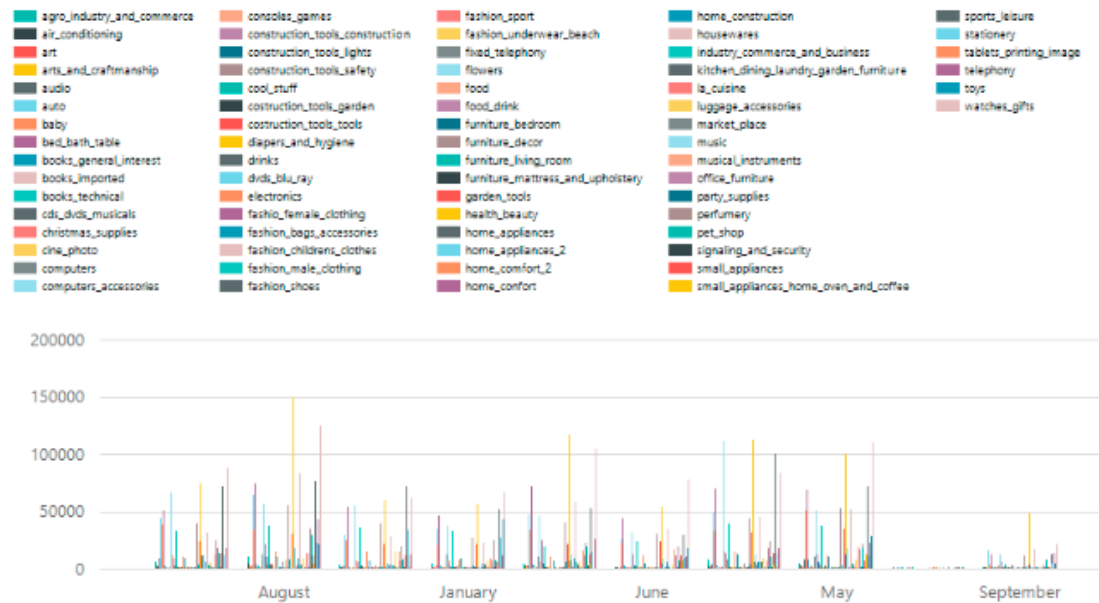 agro_industry_and_commerce
air_conditioning
art
arts_and_craftmanship
audio
auto
baby
bed_bath_table
books_general_interest
books_imported
books_technical
cds_dvds_musicals
christmas_supplies
cine_photo
computers
computers_accessories
consoles_games
construction_tools_construction
construction_tools_lights
construction_tools_safety
cool_stuff
costruction_tools_garden
costruction_tools_tools
diapers_and_hygiene
drinks
dvds_blu_ray
electronics
fashio_female_clothing
fashion_bags_accessories
fashion_childrens_clothes
fashion_male_clothing
fashion_shoes
fashion_sport
fashion_underwear_beach
fixed_telephony
flowers
food
food_drink
furniture_bedroom
furniture_decor
furniture_living_room
furniture_mattress_and_upholstery
garden_tools
health_beauty
home_appliances
home_appliances_2
home_comfort_2
home_confort
home_construction
housewares
industry_commerce_and_business
kitchen_dining_laundry_garden_furniture
la_cuisine
luggage_accessories
market_place
music
musical_instruments
office_furniture
party_supplies
perfumery
pet_shop
signaling_and_security
small_appliances
small_appliances_home_oven_and_coffee
sports_leisure
stationery
tablets_printing_image
telephony
toys
watches_gifts
200000
150000
100000
50000
0
August
January
June
May
September